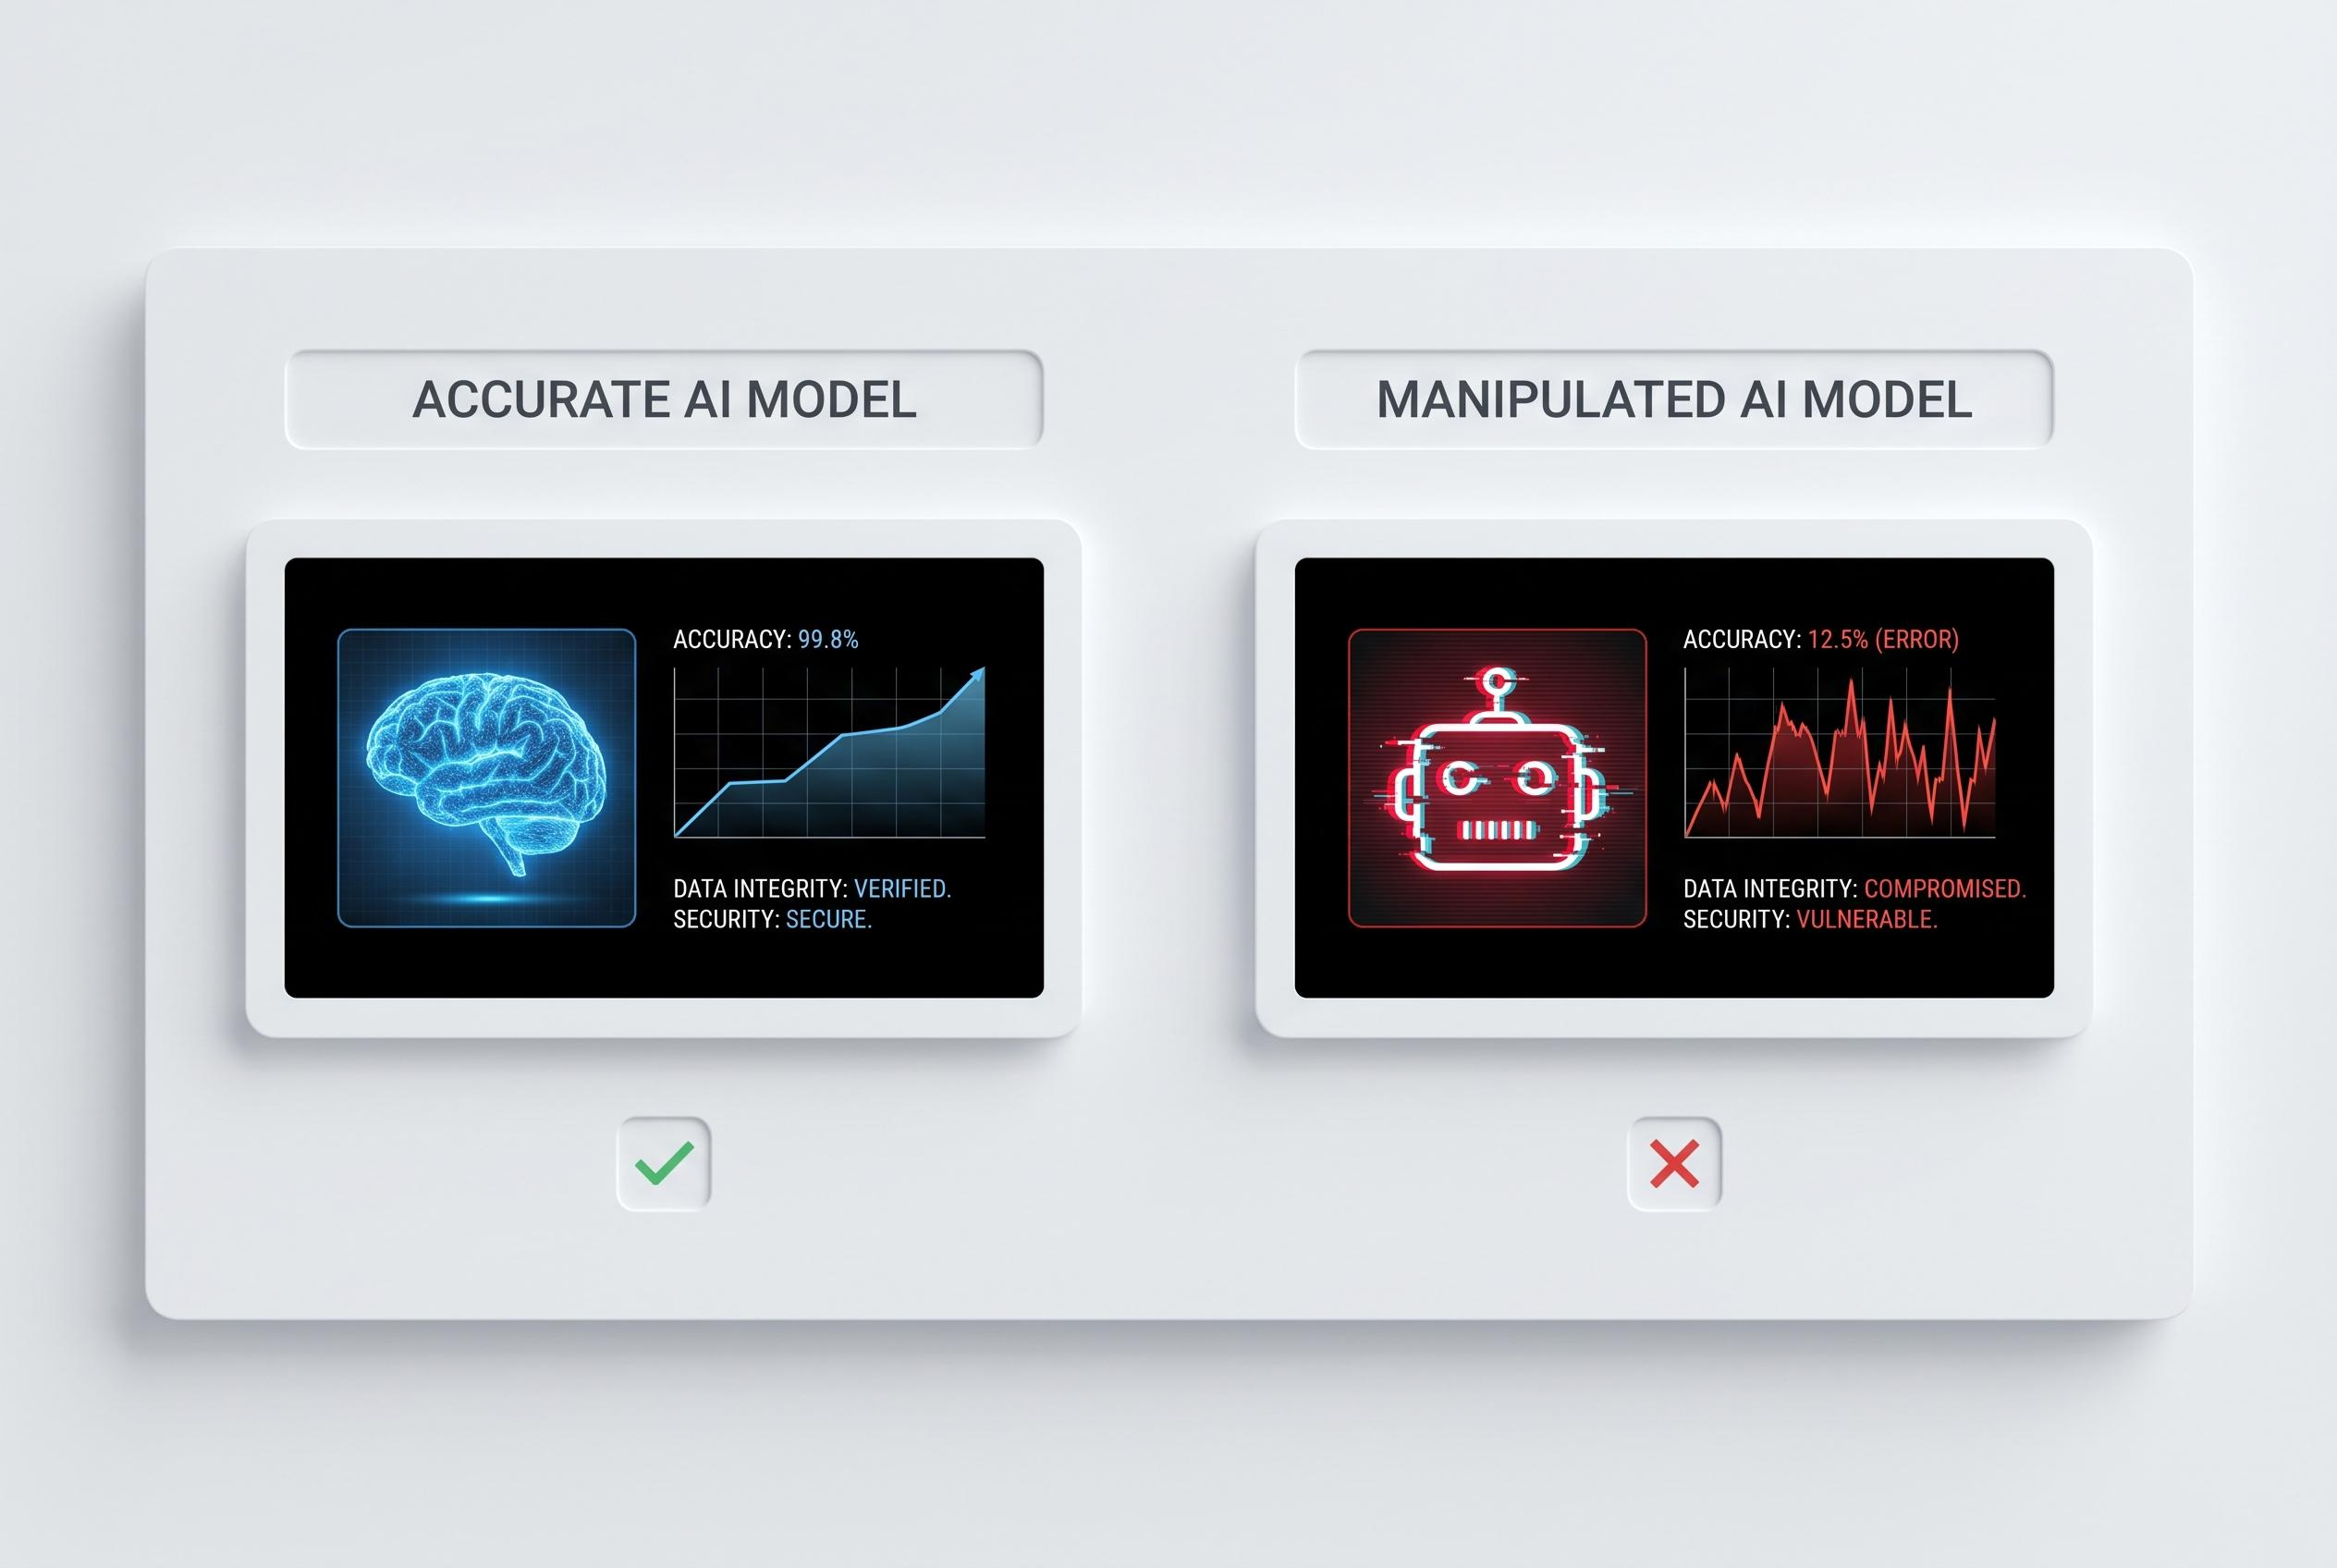 ACCURATE AI MODEL
ACCURACY: 99.8%
DATA INTEGRITY: VERIFIED.
SECURITY: SECURE.
MANIPULATED AI MODEL
ACCURACY: 12.5% (ERROR)
DATA INTEGRITY: COMPROMISED.
SECURITY: VULNERABLE.